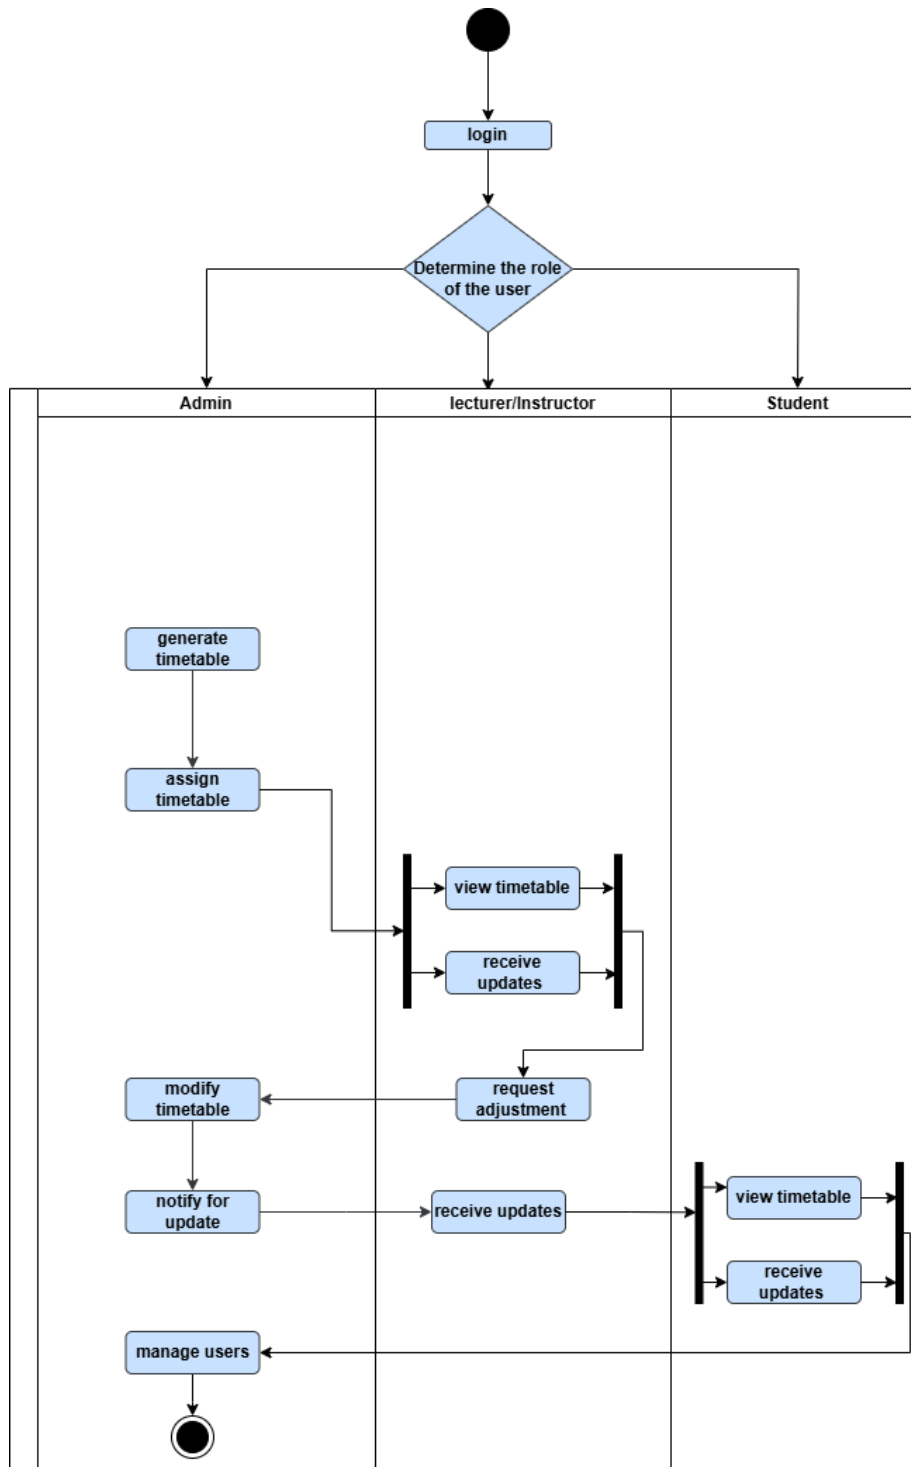 login
Determine the role
of the user
Admin
lecturer/Instructor
Student
generate
timetable
assign
timetable
view timetable
receive
updates
request
adjustment
modify
timetable
notify for
update
receive updates
view timetable
receive
updates
manage users